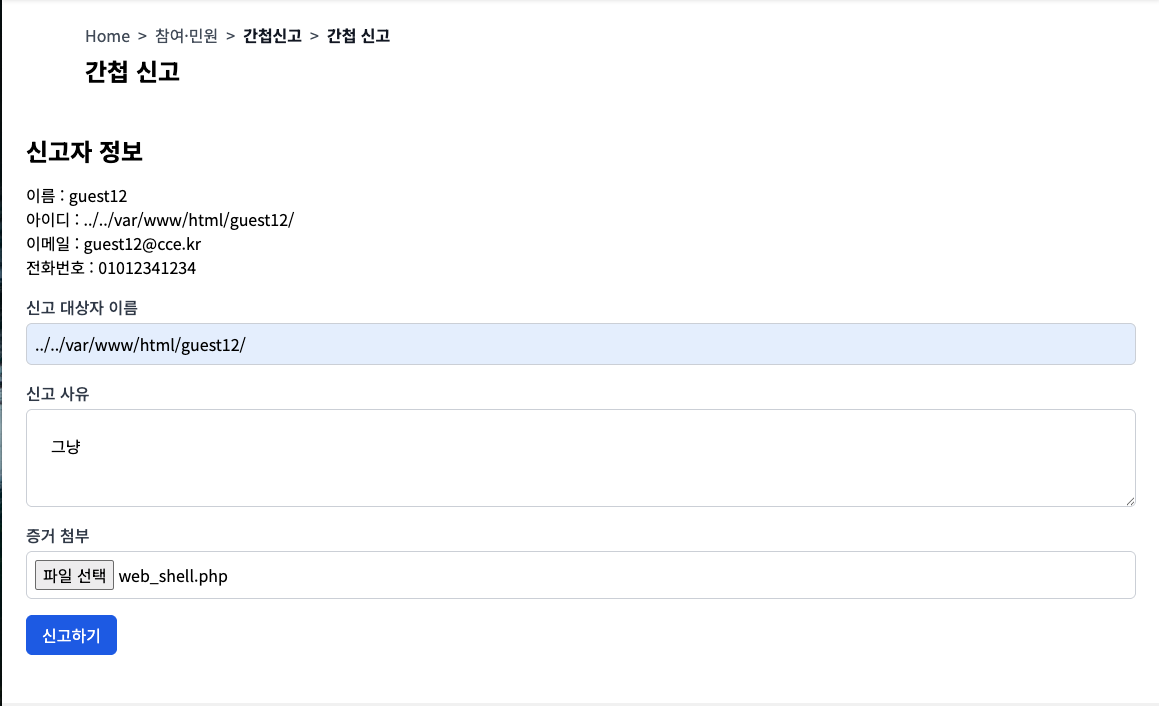 Home > 참여·민원 > 간첩신고 > 간첩 신고
간첩 신고
신고자 정보
이름 : guest12
아이디 : ../../var/www/html/guest12/
이메일 : guest12@cce.kr
전화번호 : 01012341234
신고 대상자 이름
../../var/www/html/guest12/
신고 사유
그냥
증거 첨부
파일 선택 web_shell.php
신고하기